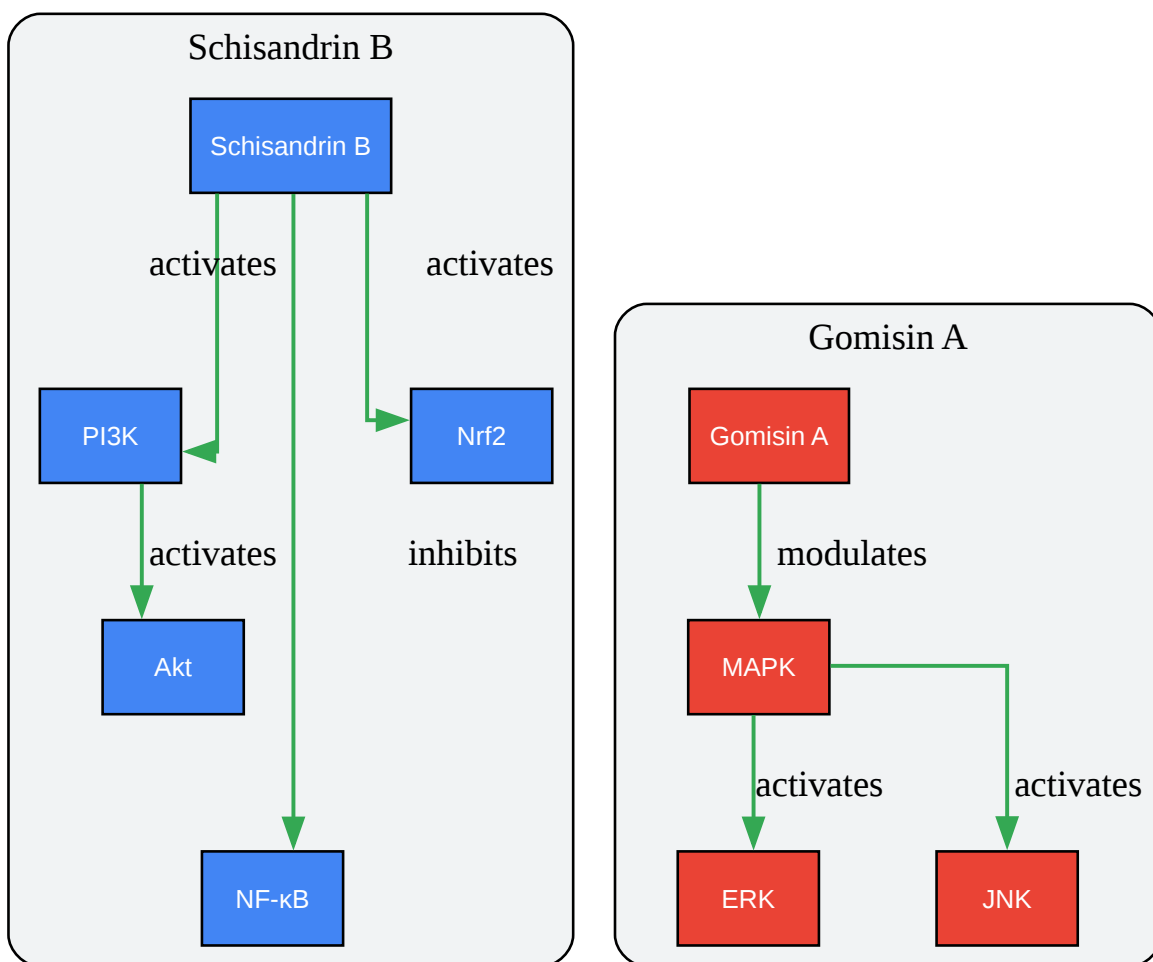 Schisandrin B
Schisandrin B
activates
activates
PI3K
Nrf2
activates
inhibits
Akt
NF-κB
Gomisin A
Gomisin A
modulates
MAPK
activates
activates
ERK
JNK